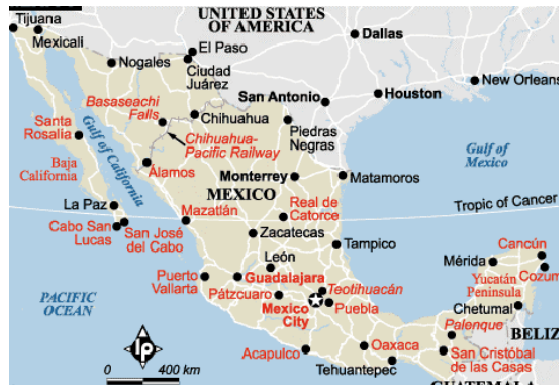 UNITED STATES
OF AMERICA
Tijuana
Mexicali
Nogales
El Paso
Ciudad
Juárez
Dallas
New Orleans
Houston
San Antonio
Basaseachi
Falls
Chihuahua
Chihuahua-
Pacific Railway
Piedras
Negras
Santa
Rosalía
Gulf of California
Baja
California
Álamos
Gulf of
Mexico
Monterrey
Matamoros
MEXICO
La Paz
Mazatlán
Real de
Catorce
Tropic of Cancer
Cabo San
Lucas
San José
del Cabo
Zacatecas
Tampico
León
Mérida
Cancún
Puerto
Vallarta
Guadalajara
Teotihuacán
Yucatán
Peninsula
Cozum
PACIFIC
OCEAN
Pátzcuaro
Mexico
City
Puebla
Chetumal
Palenque
BELIZ
Acapulco
Oaxaca
San Cristóbal
de las Casas
Tehuantepec
GUATEMALA
lp
0
400 km